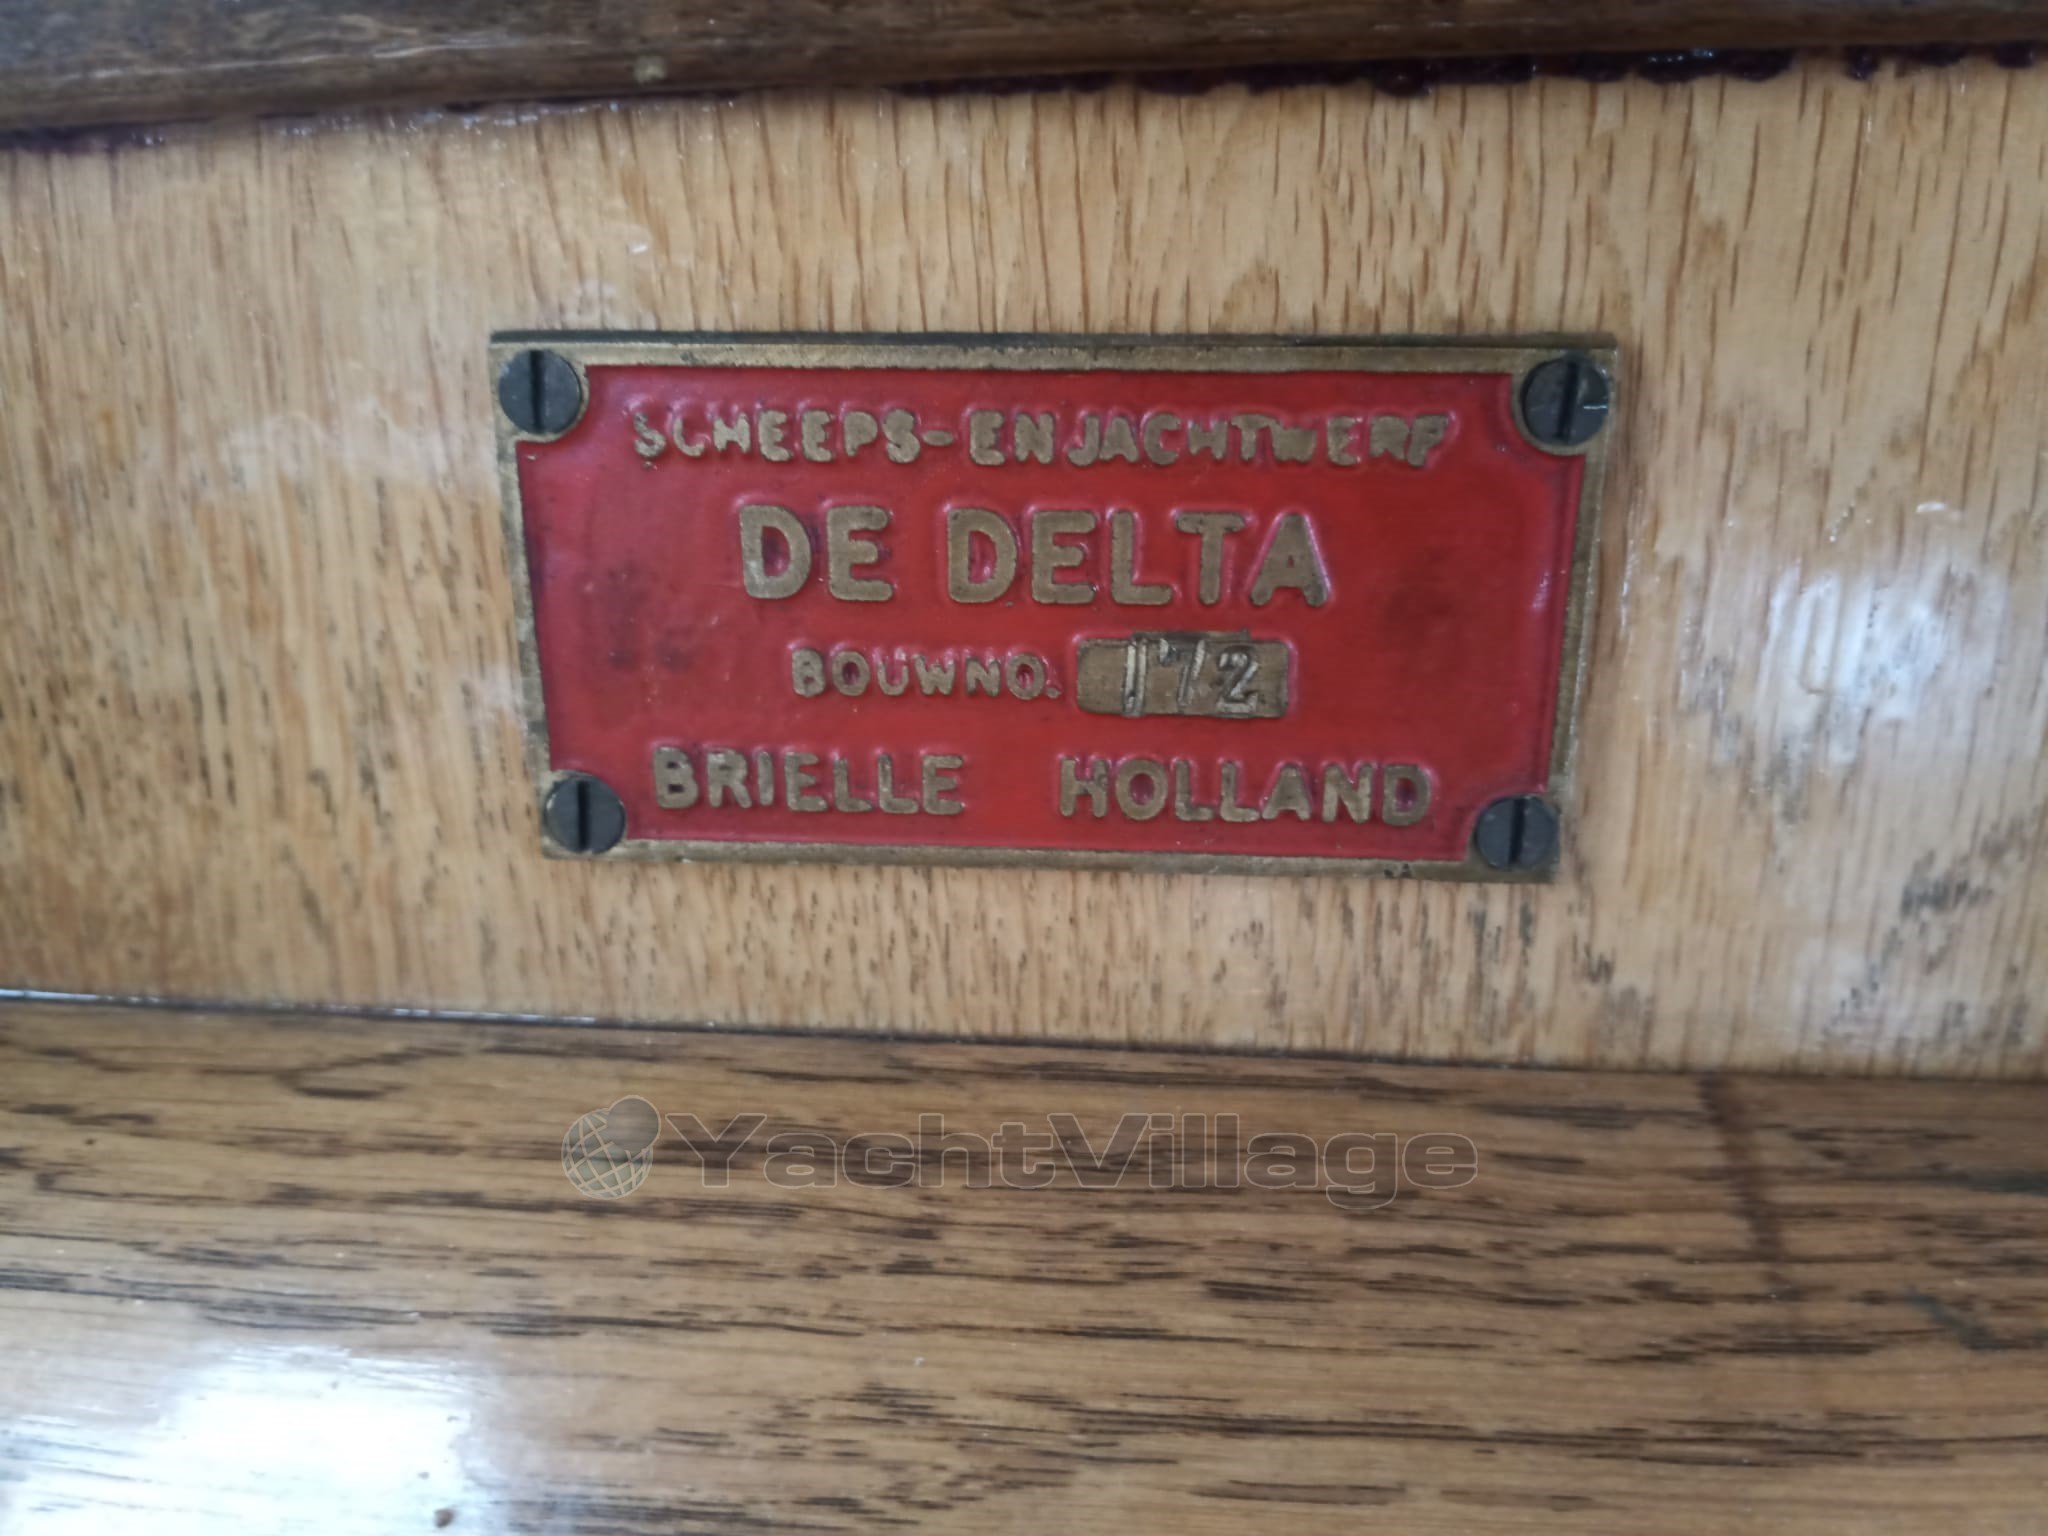 SCHEEPS-EN JACHTWERF
DE DELTA
BOUWNO. 172
BRIELLE HOLLAND
YachtVillage